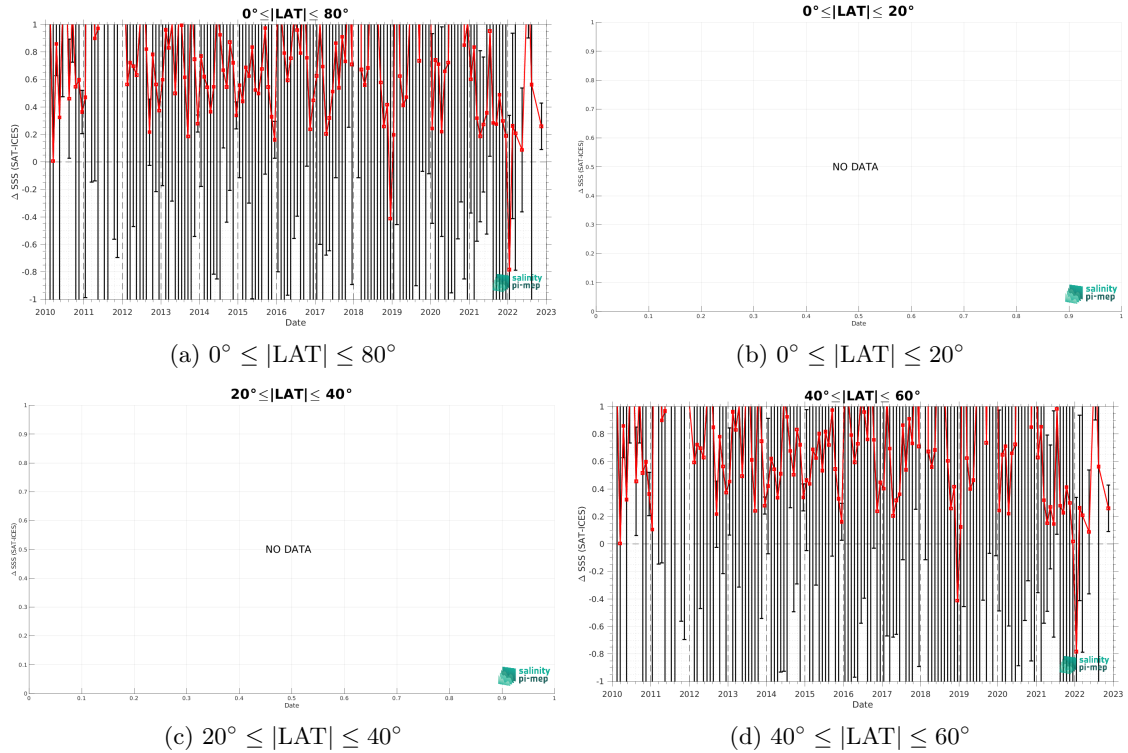 0°≤|LAT|≤ 80°
Δ SSS (SAT-ICES)
1
0.8
0.6
0.4
0.2
0
-0.2
-0.4
-0.6
-0.8
-1
2010 2011 2012 2013 2014 2015 2016 2017 2018 2019 2020 2021 2022 2023
Date
salinity
pi-mep
(a) 0° ≤ |LAT| ≤ 80°
0°≤|LAT|≤ 20°
Δ SSS (SAT-ICES)
1
0.9
0.8
0.7
0.6
0.5
0.4
0.3
0.2
0.1
0
NO DATA
0 0.1 0.2 0.3 0.4 0.5 0.6 0.7 0.8 0.9 1
Date
salinity
pi-mep
(b) 0° ≤ |LAT| ≤ 20°
20°≤|LAT|≤ 40°
Δ SSS (SAT-ICES)
1
0.9
0.8
0.7
0.6
0.5
0.4
0.3
0.2
0.1
0
NO DATA
0 0.1 0.2 0.3 0.4 0.5 0.6 0.7 0.8 0.9 1
Date
salinity
pi-mep
(c) 20° ≤ |LAT| ≤ 40°
40°≤|LAT|≤ 60°
Δ SSS (SAT-ICES)
1
0.8
0.6
0.4
0.2
0
-0.2
-0.4
-0.6
-0.8
-1
2010 2011 2012 2013 2014 2015 2016 2017 2018 2019 2020 2021 2022 2023
Date
salinity
pi-mep
(d) 40° ≤ |LAT| ≤ 60°